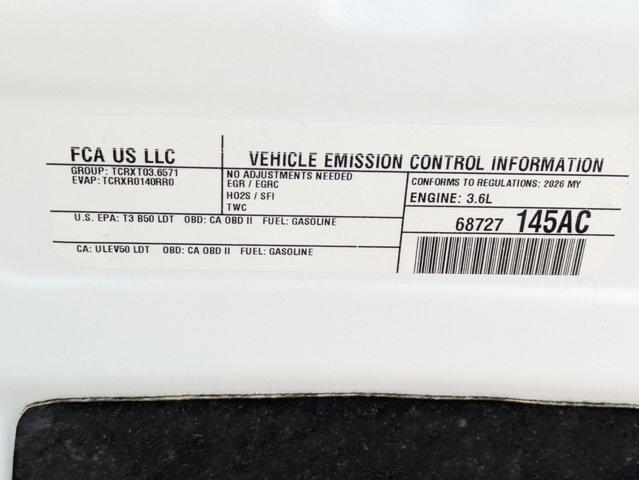 FCA US LLC
GROUP: TCRXT03.6571
EVAP: TCRXR0140RR0
VEHICLE EMISSION CONTROL INFORMATION
NO ADJUSTMENTS NEEDED
EGR / EGRC
HO2S / SFI
TWC
CONFORMS TO REGULATIONS: 2026 MY
ENGINE: 3.6L
U.S. EPA: T3 B50 LDT OBD: CA OBD II FUEL: GASOLINE
68727 145AC
CA: ULEV50 LDT OBD: CA OBD II FUEL: GASOLINE